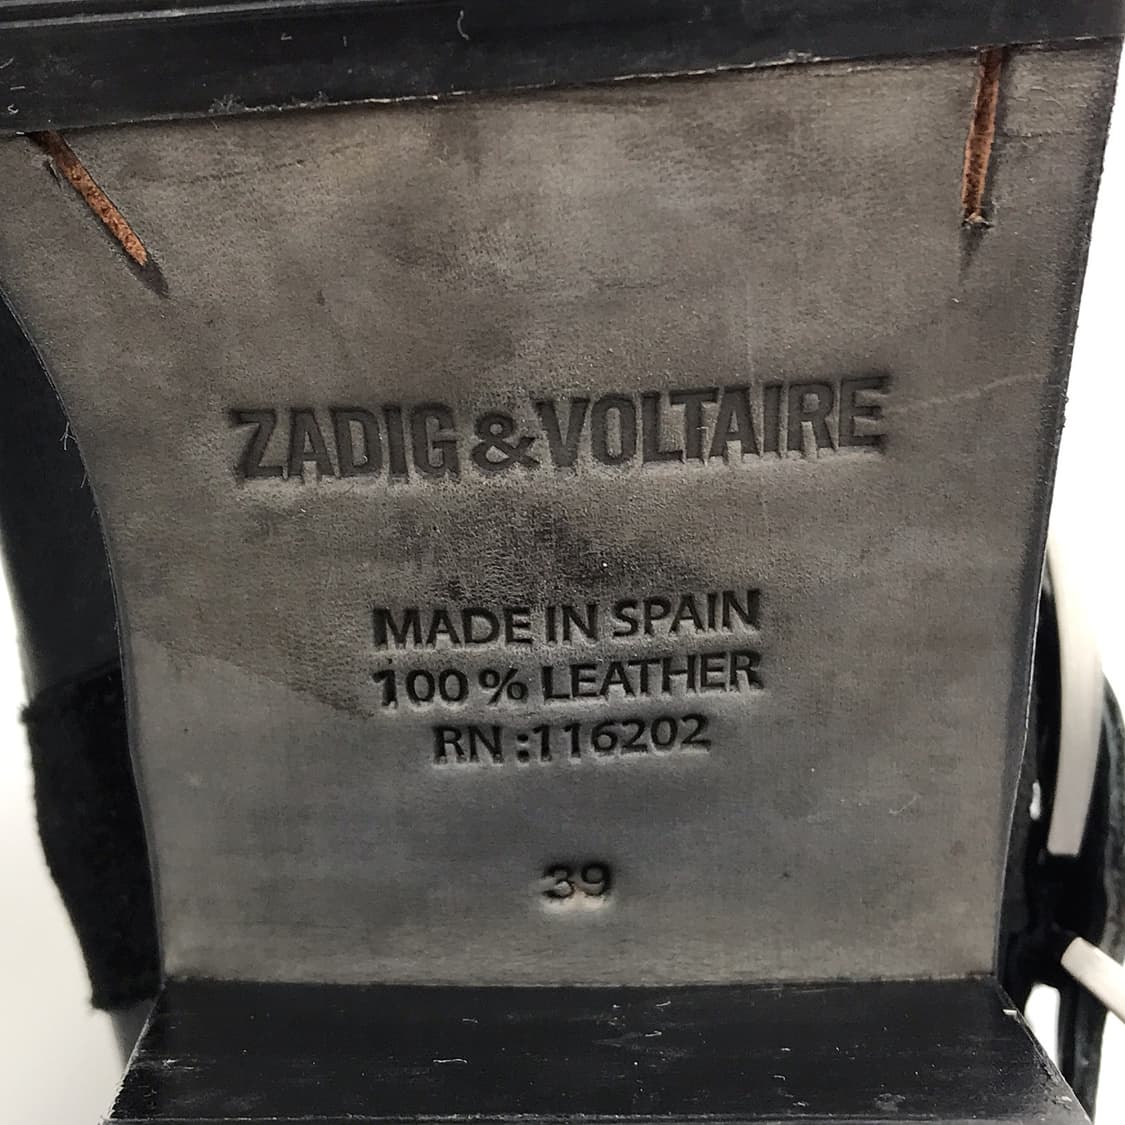 ZADIG&VOLTAIRE
MADE IN SPAIN
100% LEATHER
RN:116202
39